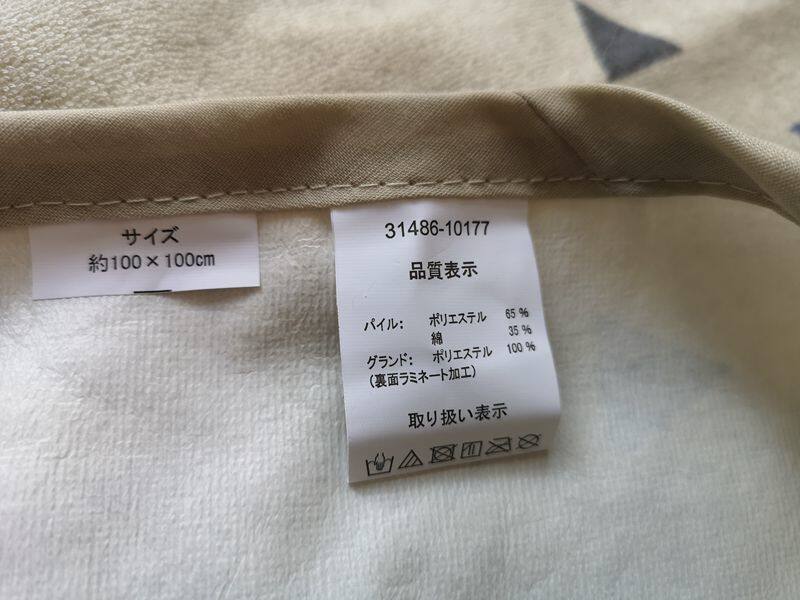 サイズ
約100×100cm
31486-10177
品質表示
パイル： ポリエステル 65％
綿 35％
グランド： ポリエステル 100％
（裏面ラミネート加工）
取り扱い表示